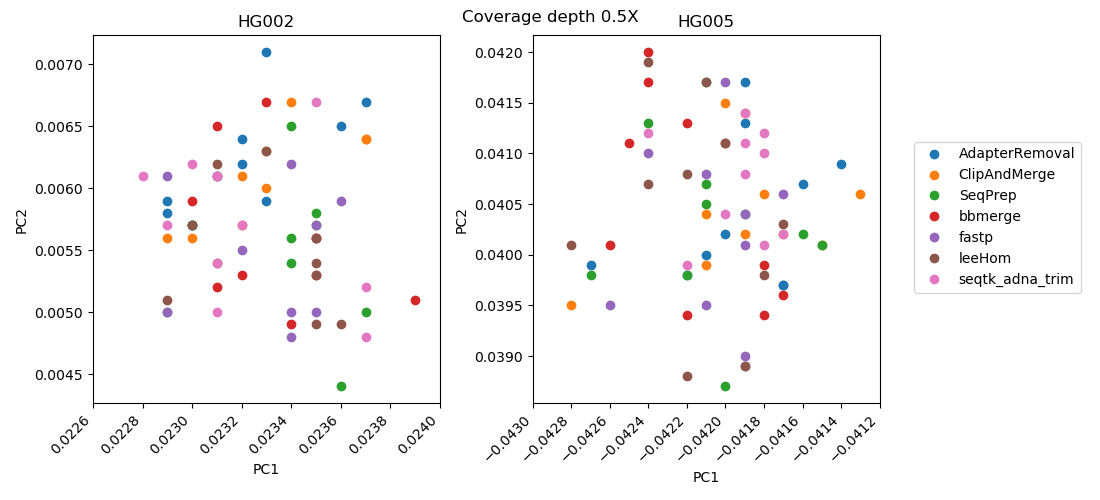 Coverage depth 0.5X
HG002
HG005
0.0070
0.0065
0.0060
0.0055
0.0050
0.0045
PC2
0.0226
0.0228
0.0230
0.0232
0.0234
0.0236
0.0238
0.0240
PC1
0.0420
0.0415
0.0410
0.0405
0.0400
0.0395
0.0390
PC2
−0.0430
−0.0428
−0.0426
−0.0424
−0.0422
−0.0420
−0.0418
−0.0416
−0.0414
−0.0412
PC1
AdapterRemoval
ClipAndMerge
SeqPrep
bbmerge
fastp
leeHom
seqtk_adna_trim